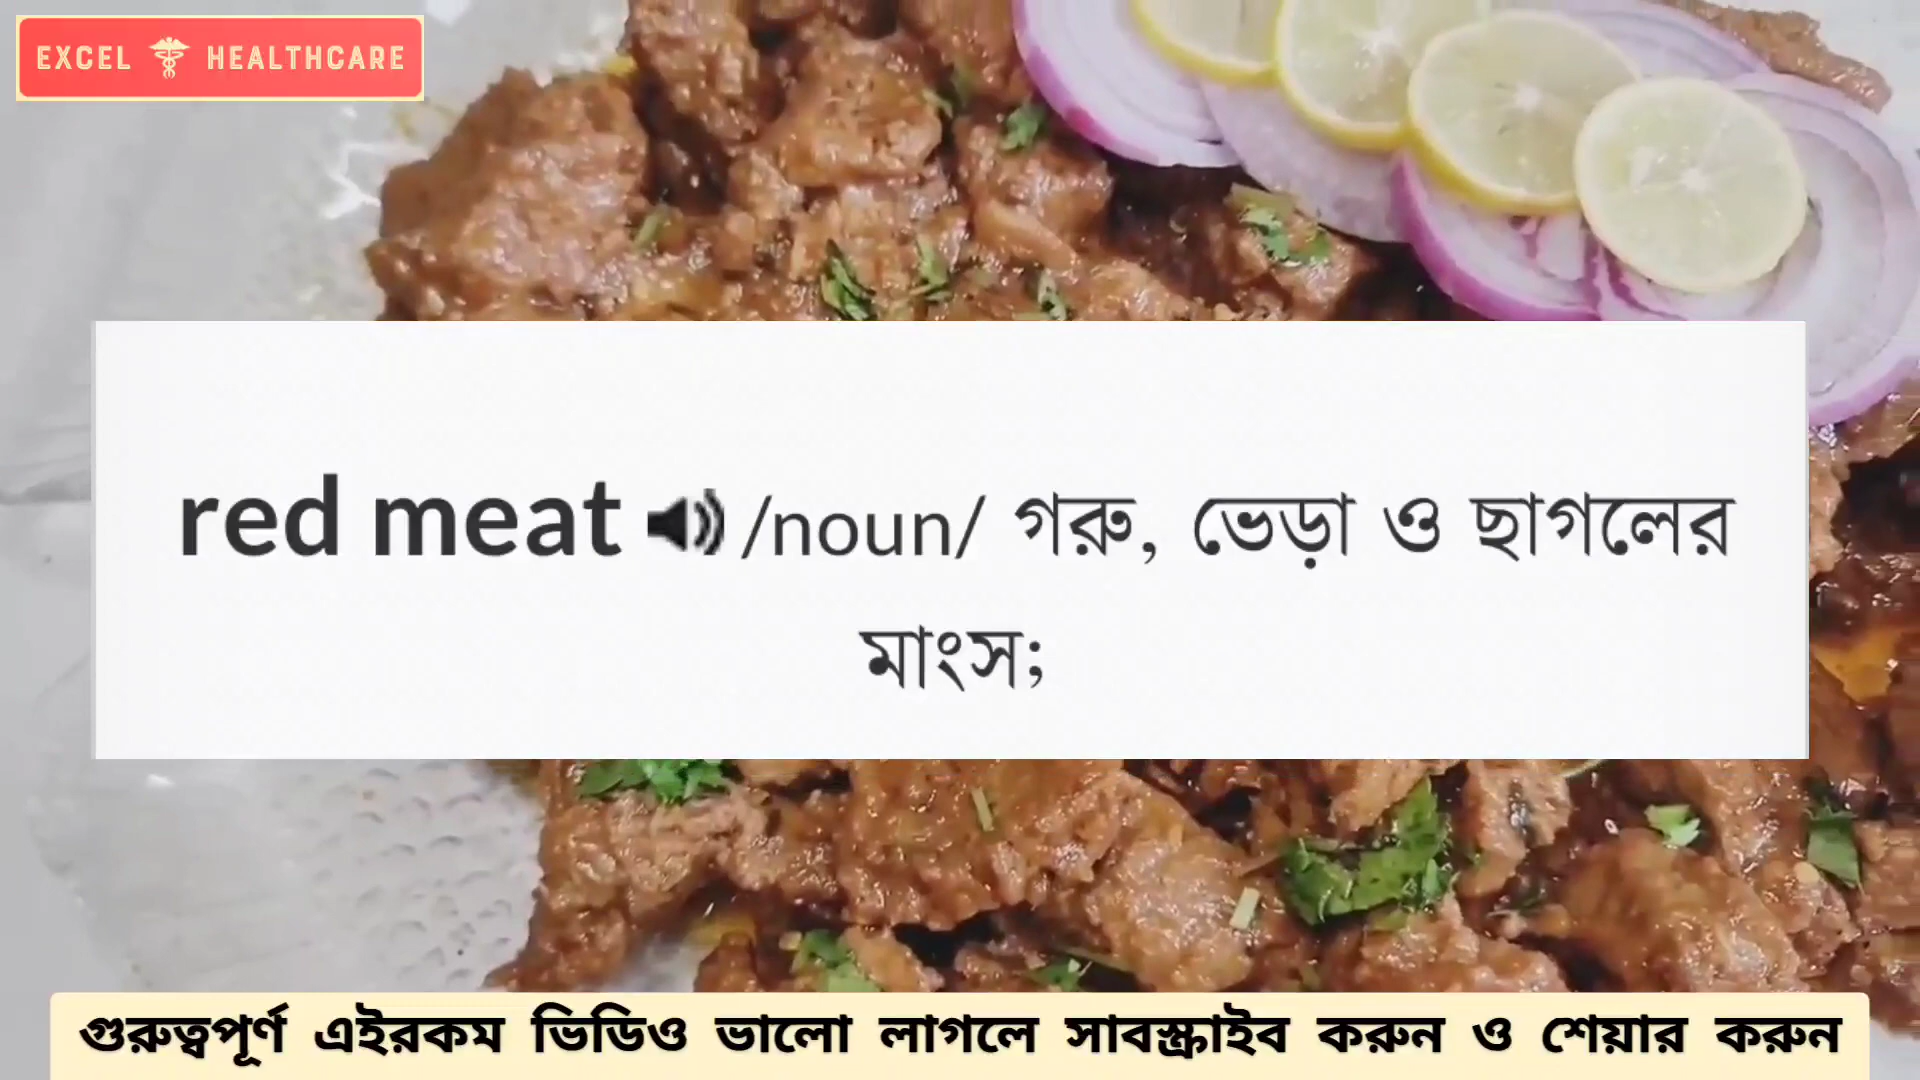 EXCEL HEALTHCARE
red meat /noun/ গরু, ভেড়া ও ছাগলের
মাংস;
গুরুত্বপূর্ণ এইরকম ভিডিও ভালো লাগলে সাবস্ক্রাইব করুন ও শেয়ার করুন